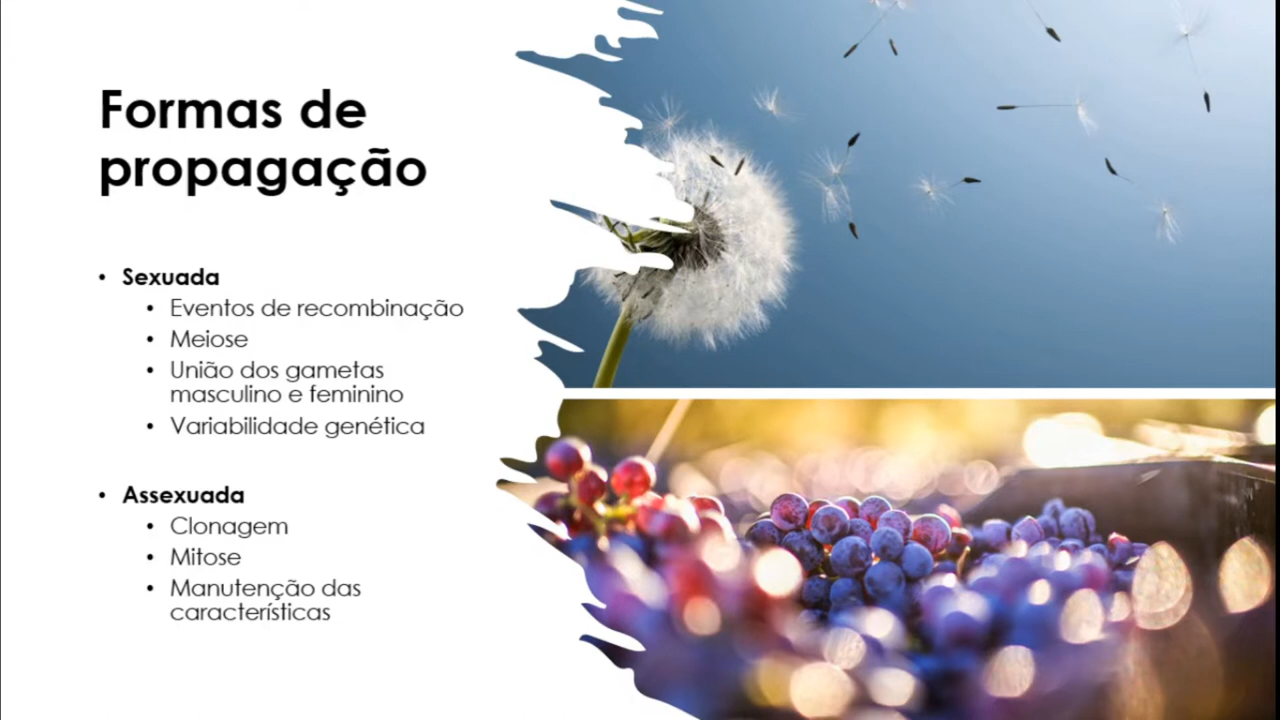 Formas de
propagação
• Sexuada
• Eventos de recombinação
• Meiose
• União dos gametas
masculino e feminino
• Variabilidade genética
• Assexuada
• Clonagem
• Mitose
• Manutenção das
características